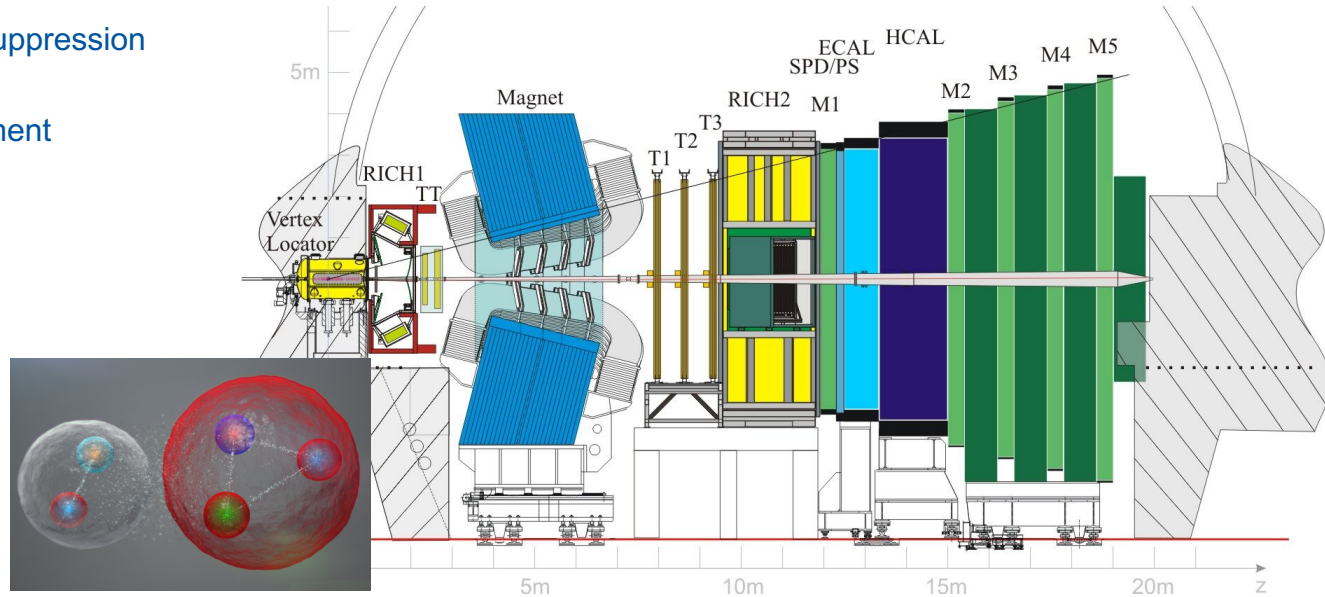 uppression
ment
5m
Vertex
Locator
RICH1
TT
Magnet
T1
T2
T3
RICH2
M1
SPD/PS
ECAL
HCAL
M2
M3
M4
M5
5m
10m
15m
20m
z